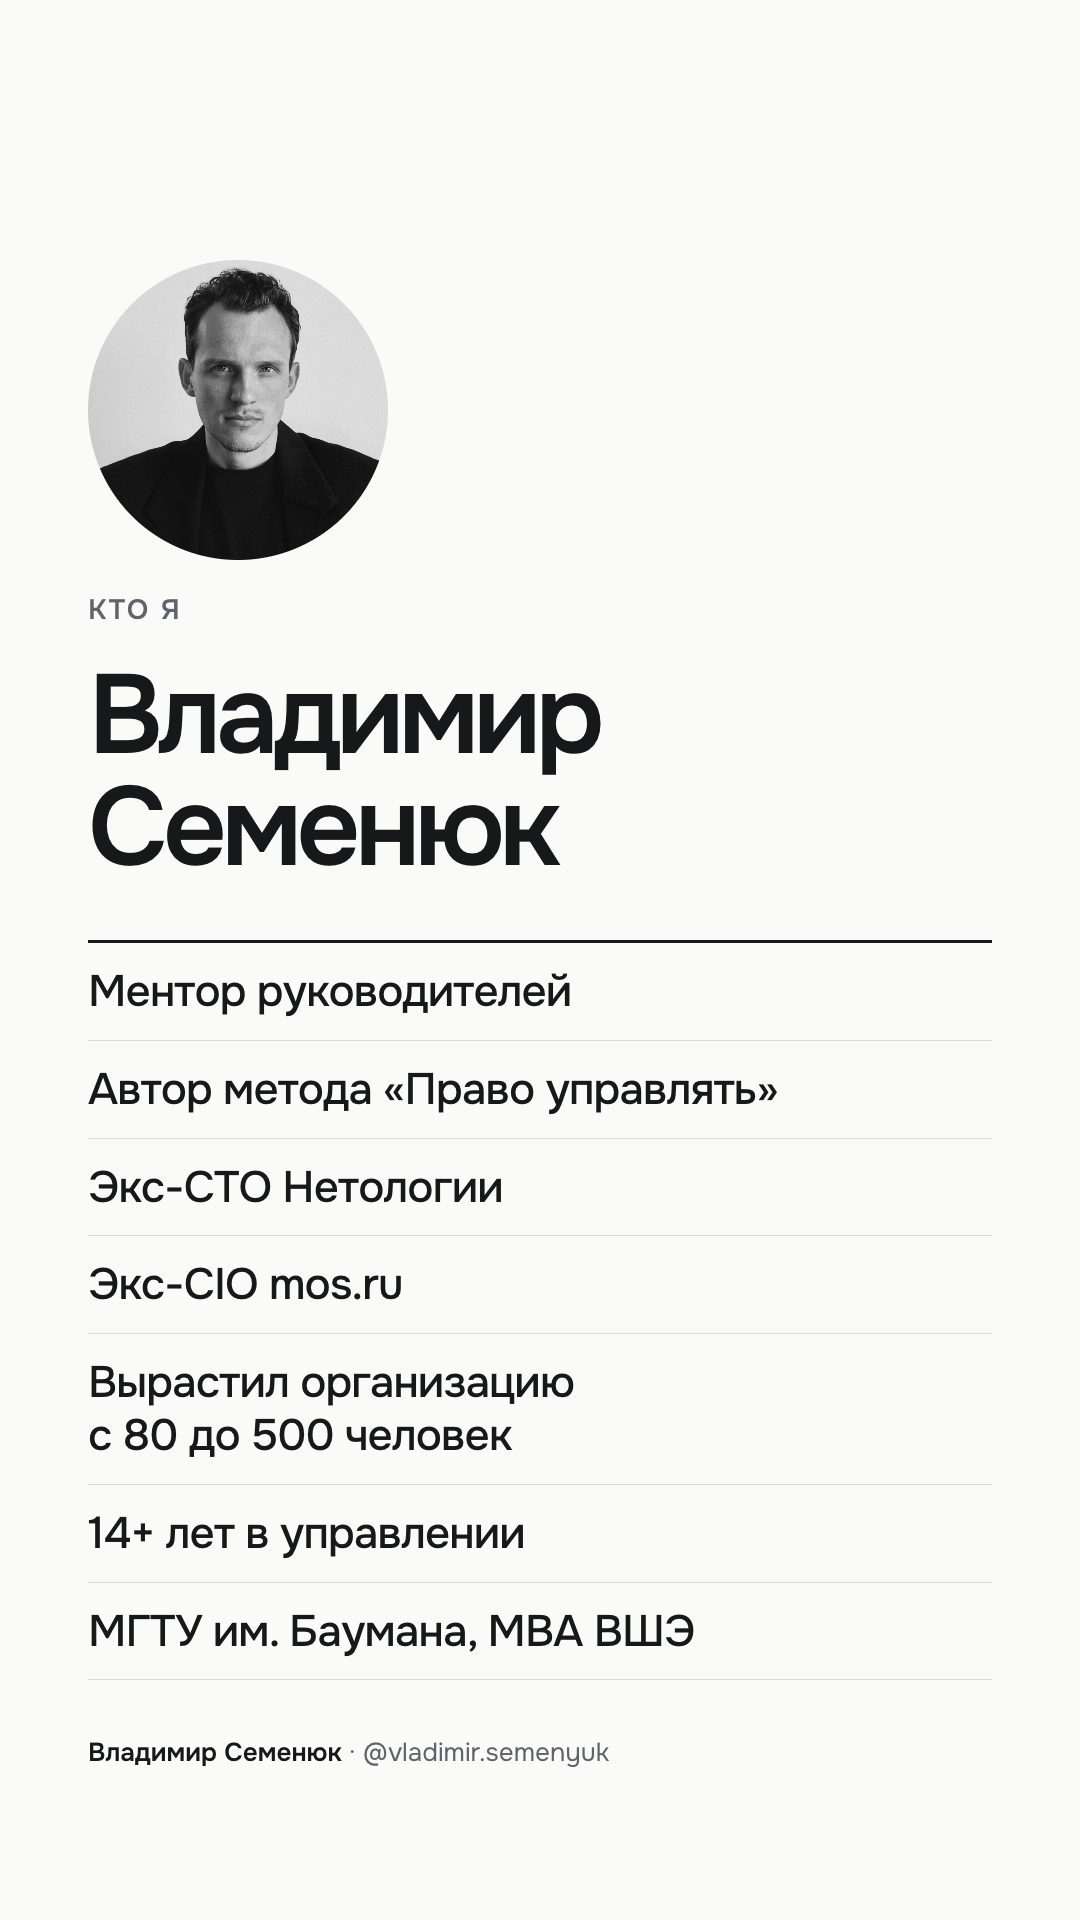 КТО Я
Владимир
Семенюк
Ментор руководителей
Автор метода «Право управлять»
Экс-CTO Нетологии
Экс-CIO mos.ru
Вырастил организацию
с 80 до 500 человек
14+ лет в управлении
МГТУ им. Баумана, MBA ВШЭ
Владимир Семенюк · @vladimir.semenyuk